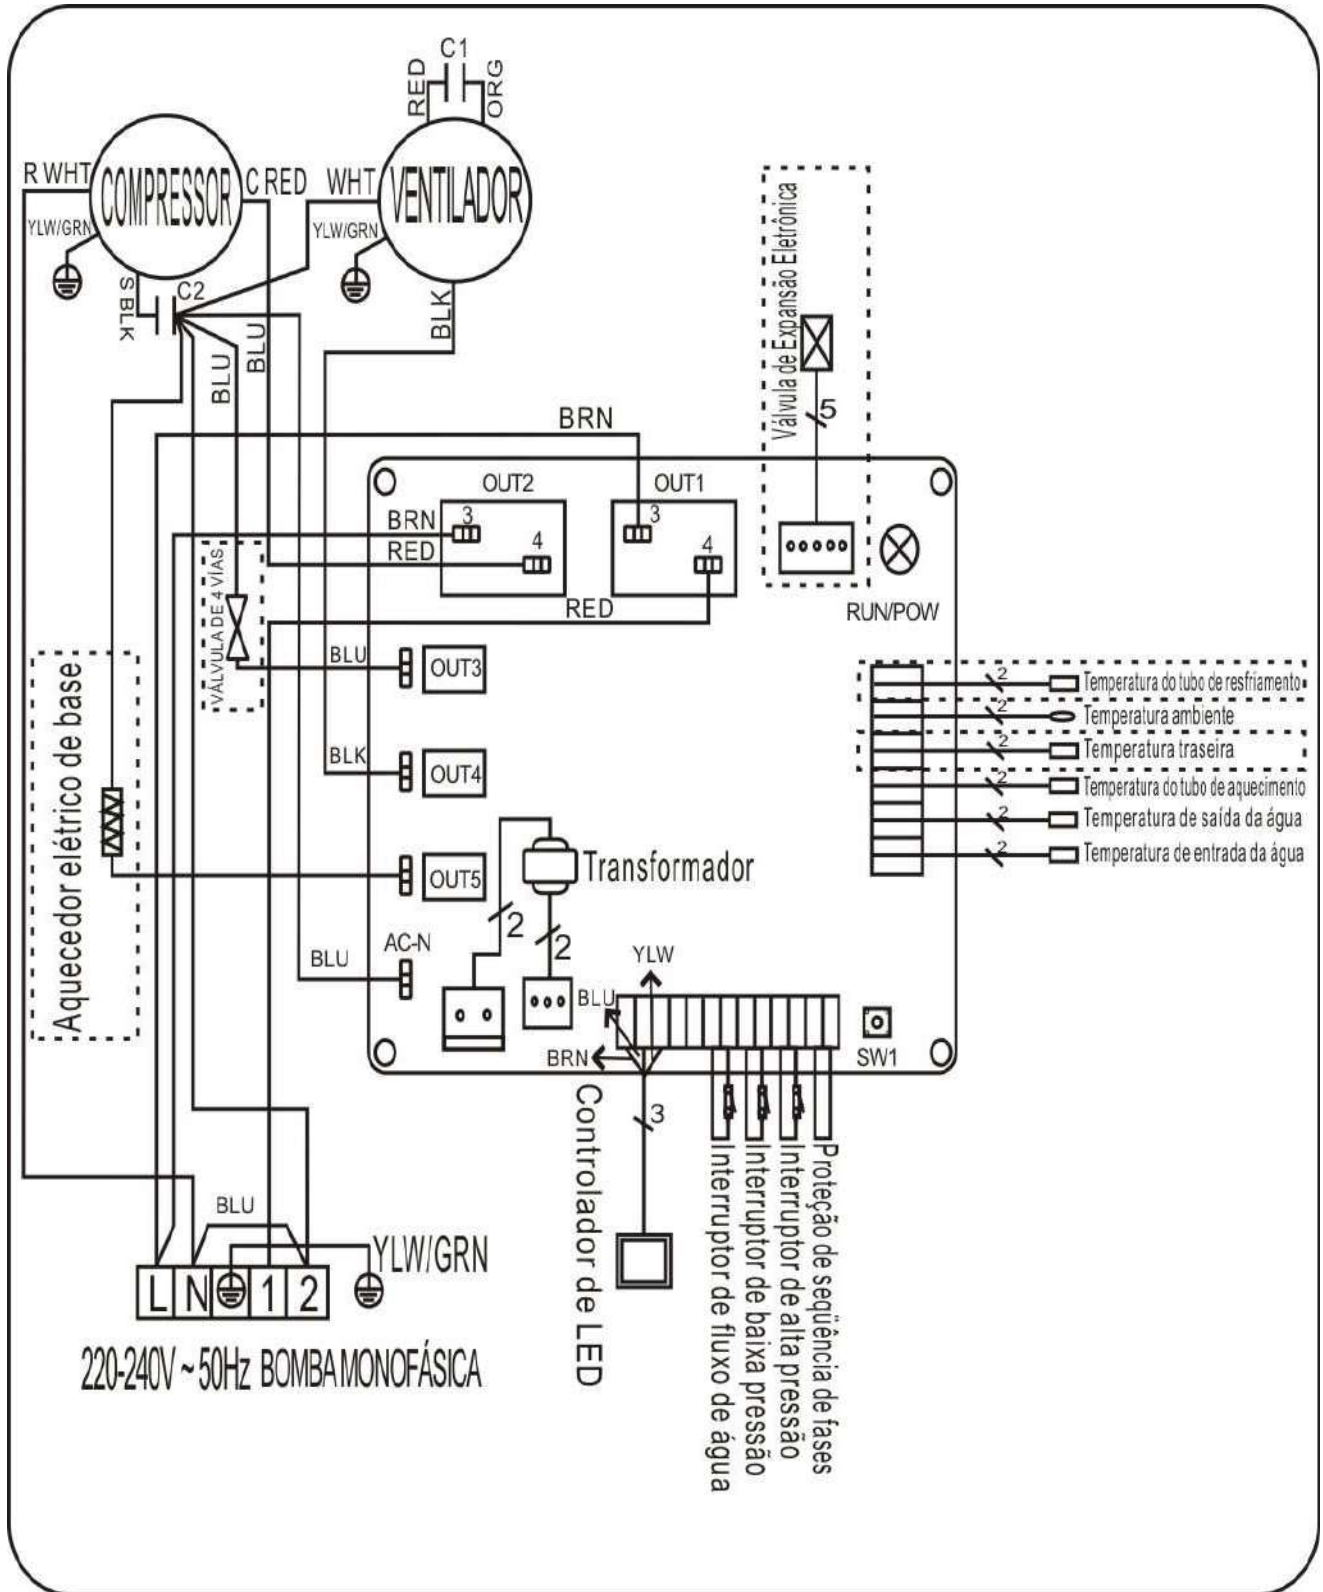 C1
RED
ORG
R WHT
COMPRESSOR
C RED
WHT
VENTILADOR
YLW/GRN
YLW/GRN
S BLK
C2
BLU
BLU
BLK
Válvula de Expansão Eletrônica
5
BRN
OUT2
OUT1
BRN
3
3
RED
4
4
RED
RUN/POW
VÁLVULA DE 4 VÍAS
BLU
OUT3
BLK
OUT4
OUT5
Aquecedor elétrico de base
Transformador
2
2
AC-N
BLU
2
Temperatura do tubo de resfriamento
2
Temperatura ambiente
2
Temperatura traseira
2
Temperatura do tubo de aquecimento
2
Temperatura de saída da água
2
Temperatura de entrada da água
YLW
BLU
BRN
SW1
3
Controlador de LED
Interruptor de fluxo de água
Interruptor de baixa pressão
Interruptor de alta pressão
Proteção de seqüência de fases
BLU
YLW/GRN
L N 1 2
220-240V ~ 50Hz BOMBA MONOFÁSICA